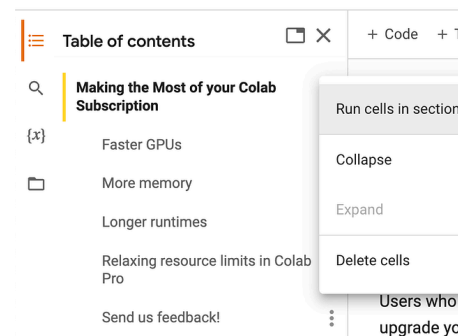 Table of contents
+ Code +
Making the Most of your Colab
Subscription
Run cells in section
{x}
Faster GPUs
Collapse
More memory
Expand
Longer runtimes
Relaxing resource limits in Colab
Pro
Delete cells
Users who
Send us feedback!
upgrade